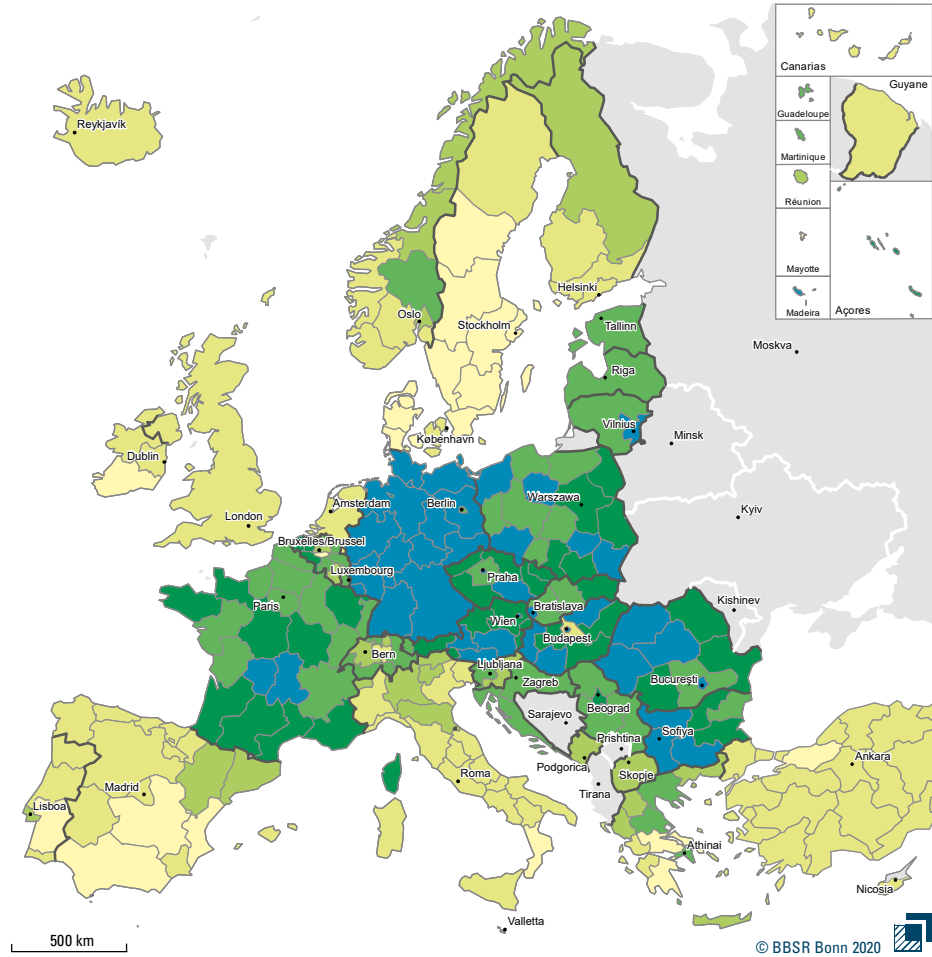 Canarias
Guyane
Guadeloupe
Martinique
Réunion
Mayotte
Madeira
Açores
Reykjavík
Helsinki
Oslo
Stockholm
Tallinn
Moskva
Riga
Vilnius
Minsk
København
Dublin
London
Amsterdam
Berlin
Warszawa
Kyiv
Bruxelles/Brussel
Luxembourg
Praha
Paris
Kishinev
Wien
Bratislava
Budapest
Bern
Ljubljana
Zagreb
București
Beograd
Sarajevo
Sofiya
Prishtina
Podgorica
Skopje
Ankara
Roma
Tirana
Madrid
Lisboa
Athinai
Nicosia
Valletta
500 km
© BBSR Bonn 2020